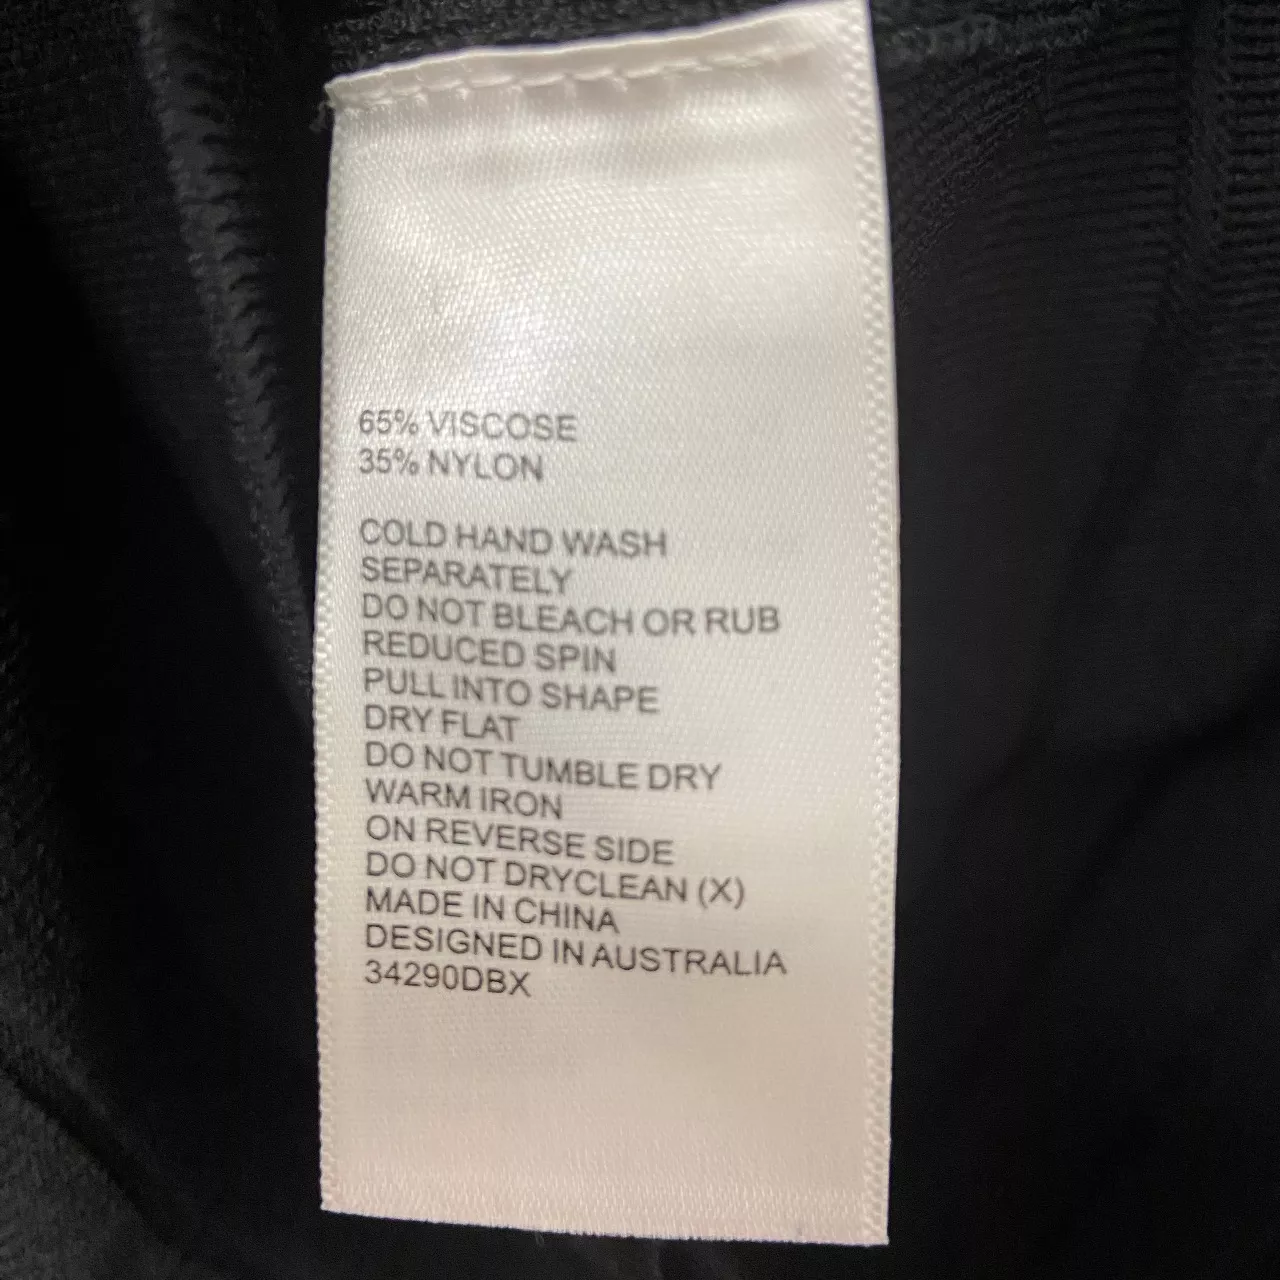 65% VISCOSE
35% NYLON
COLD HAND WASH
SEPARATELY
DO NOT BLEACH OR RUB
REDUCED SPIN
PULL INTO SHAPE
DRY FLAT
DO NOT TUMBLE DRY
WARM IRON
ON REVERSE SIDE
DO NOT DRYCLEAN (X)
MADE IN CHINA
DESIGNED IN AUSTRALIA
34290DBX